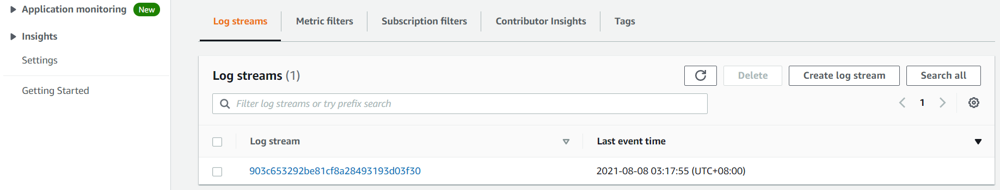 Application monitoring New
Insights
Settings
Getting Started
Log streams Metric filters Subscription filters Contributor Insights Tags
Log streams (1)
Delete Create log stream Search all
Filter log streams or try prefix search
1
Log stream Last event time
903c653292be81cf8a28493193d03f30 2021-08-08 03:17:55 (UTC+08:00)